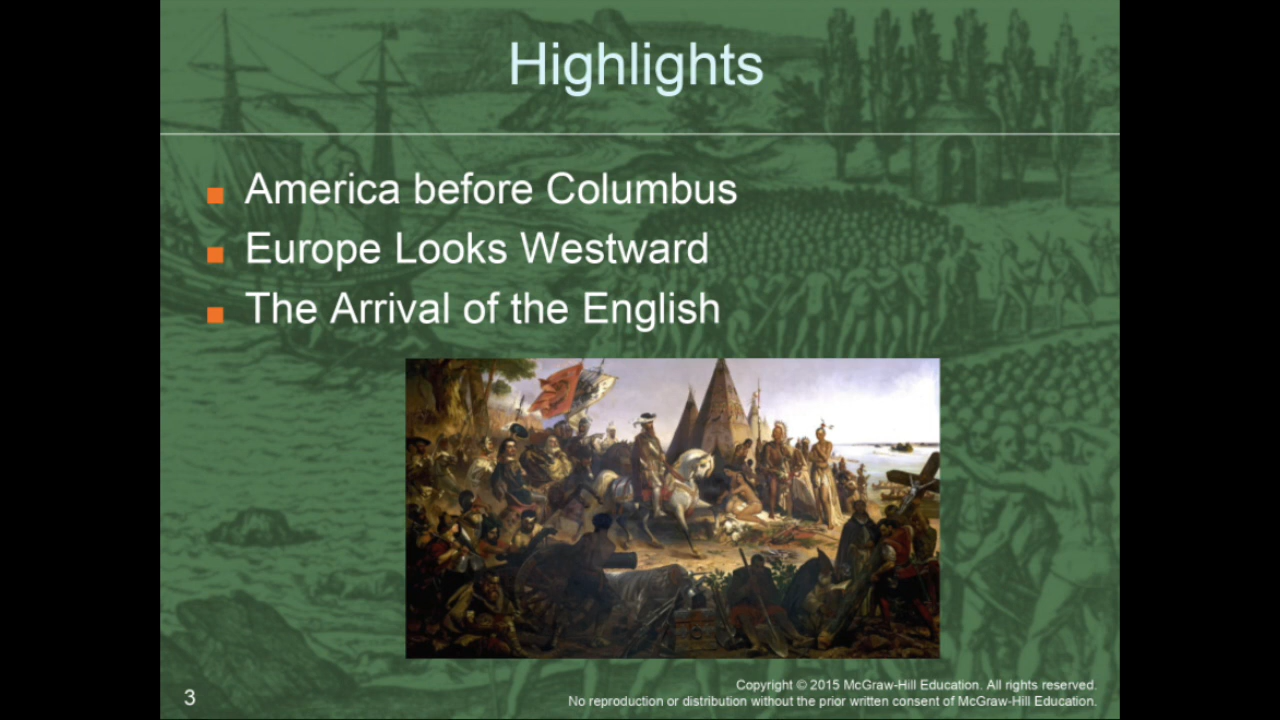 Highlights
America before Columbus
Europe Looks Westward
The Arrival of the English
Copyright © 2015 McGraw-Hill Education. All rights reserved.
No reproduction or distribution without the prior written consent of McGraw-Hill Education.
3